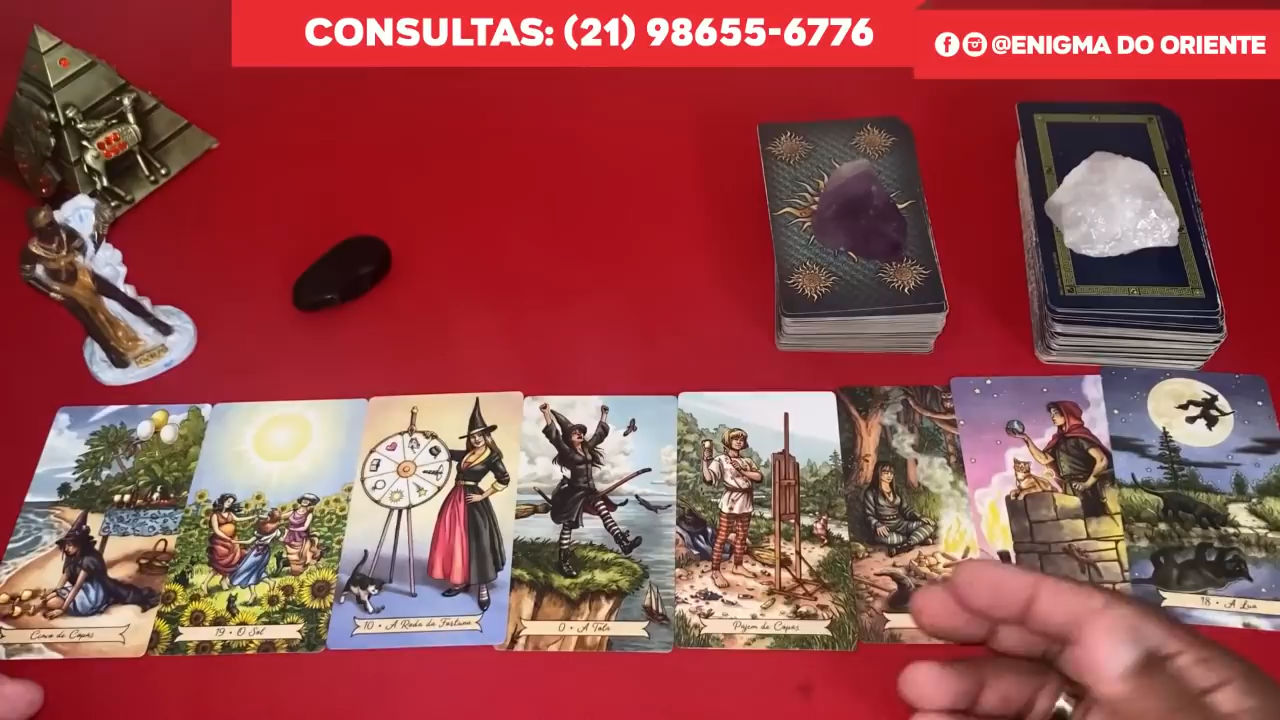 CONSULTAS: (21) 98655-6776
@ENIGMA DO ORIENTE
Cinco de Copas
19 • O Sol
10 • A Roda da Fortuna
0 • A Tola
Pajem de Copas
18 • A Lua